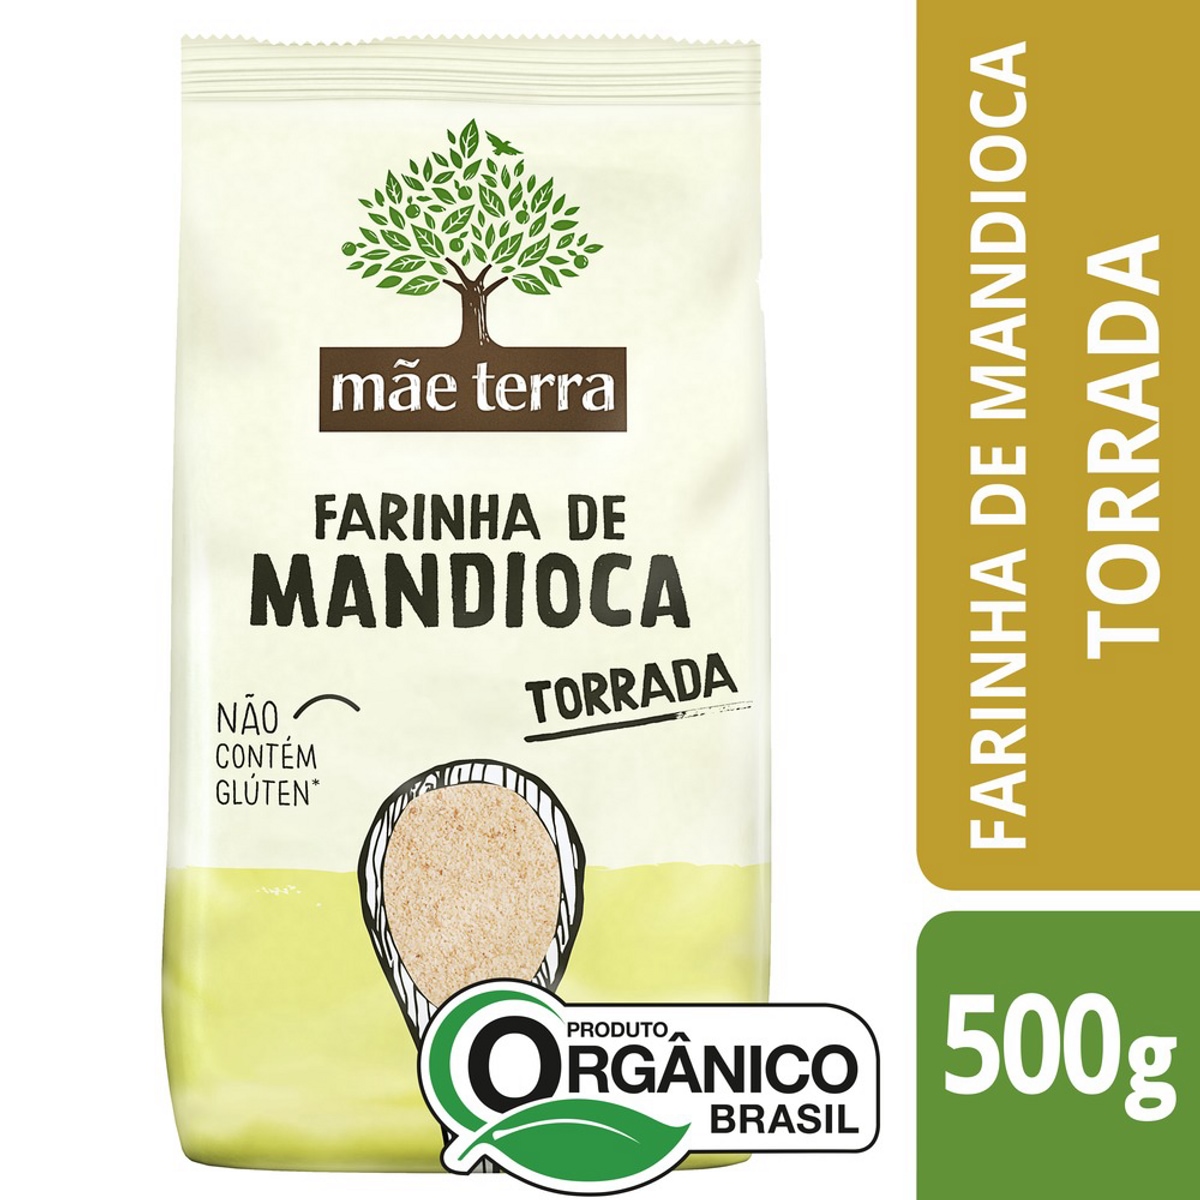 mãe terra
FARINHA DE
MANDIOCA
TORRADA
NÃO
CONTÉM
GLÚTEN*
PRODUTO
ORGÂNICO
BRASIL
FARINHA DE MANDIOCA
TORRADA
500g